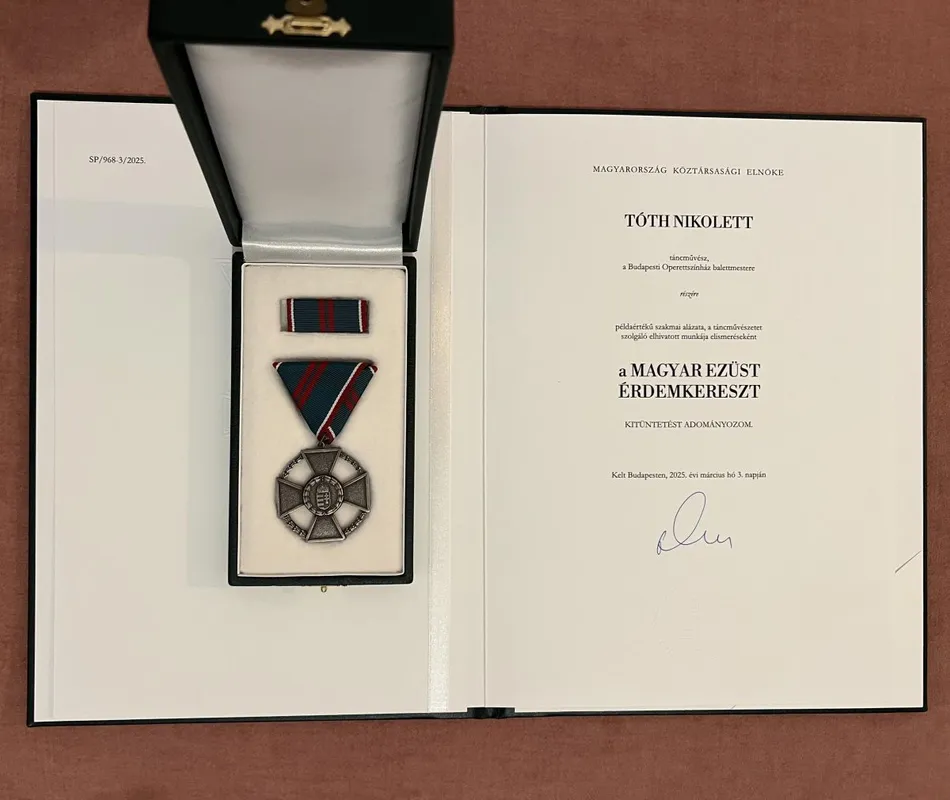 SP/968-3/2025.
MAGYARORSZÁG KÖZTÁRSASÁGI ELNÖKE
TÓTH NIKOLETT
táncművész,
a Budapesti Operettszínház balettmestere
részére
példaértékű szakmai alázata, a táncművészetet
szolgáló elhivatott munkája elismeréseként
a MAGYAR EZÜST
ÉRDEMKERESZT
KITÜNTETÉST ADOMÁNYOZOM.
Kelt Budapesten, 2025. évi március hó 3. napján